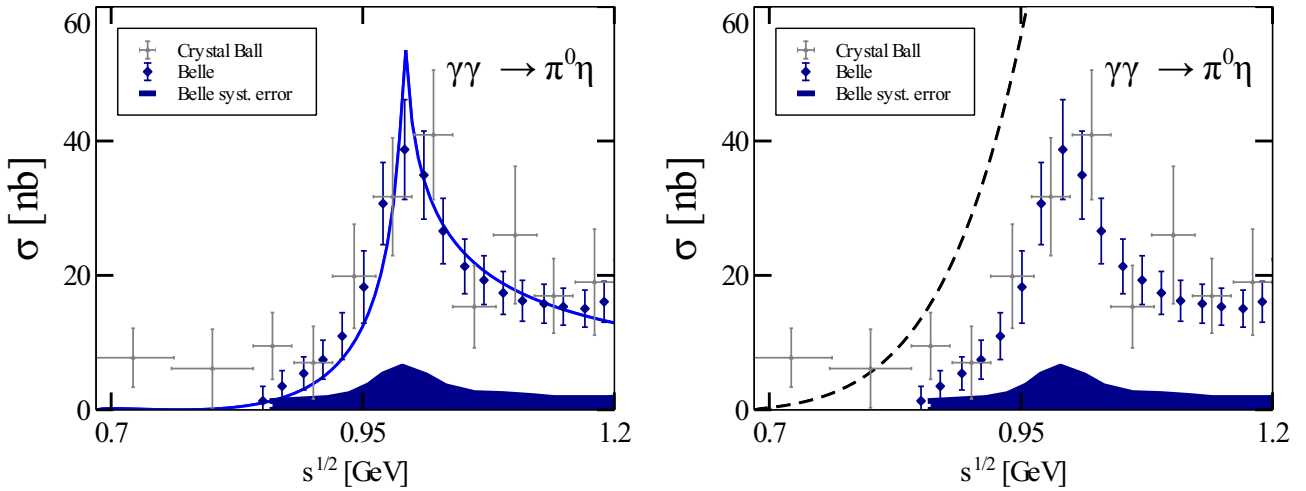 60
40
20
0
σ [nb]
Crystal Ball
Belle
Belle syst. error
γγ → π⁰η
0.7
0.95
1.2
s^{1/2} [GeV]
60
40
20
0
σ [nb]
Crystal Ball
Belle
Belle syst. error
γγ → π⁰η
0.7
0.95
1.2
s^{1/2} [GeV]